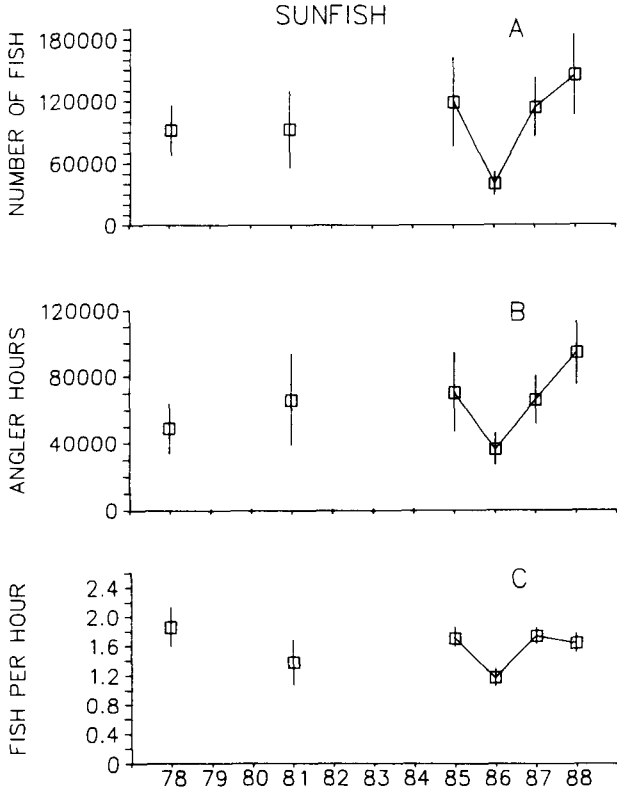 SUNFISH
A
NUMBER OF FISH
180000
120000
60000
0
B
ANGLER HOURS
120000
80000
40000
0
C
FISH PER HOUR
2.4
2.0
1.6
1.2
0.8
0.4
0
78 79 80 81 82 83 84 85 86 87 88